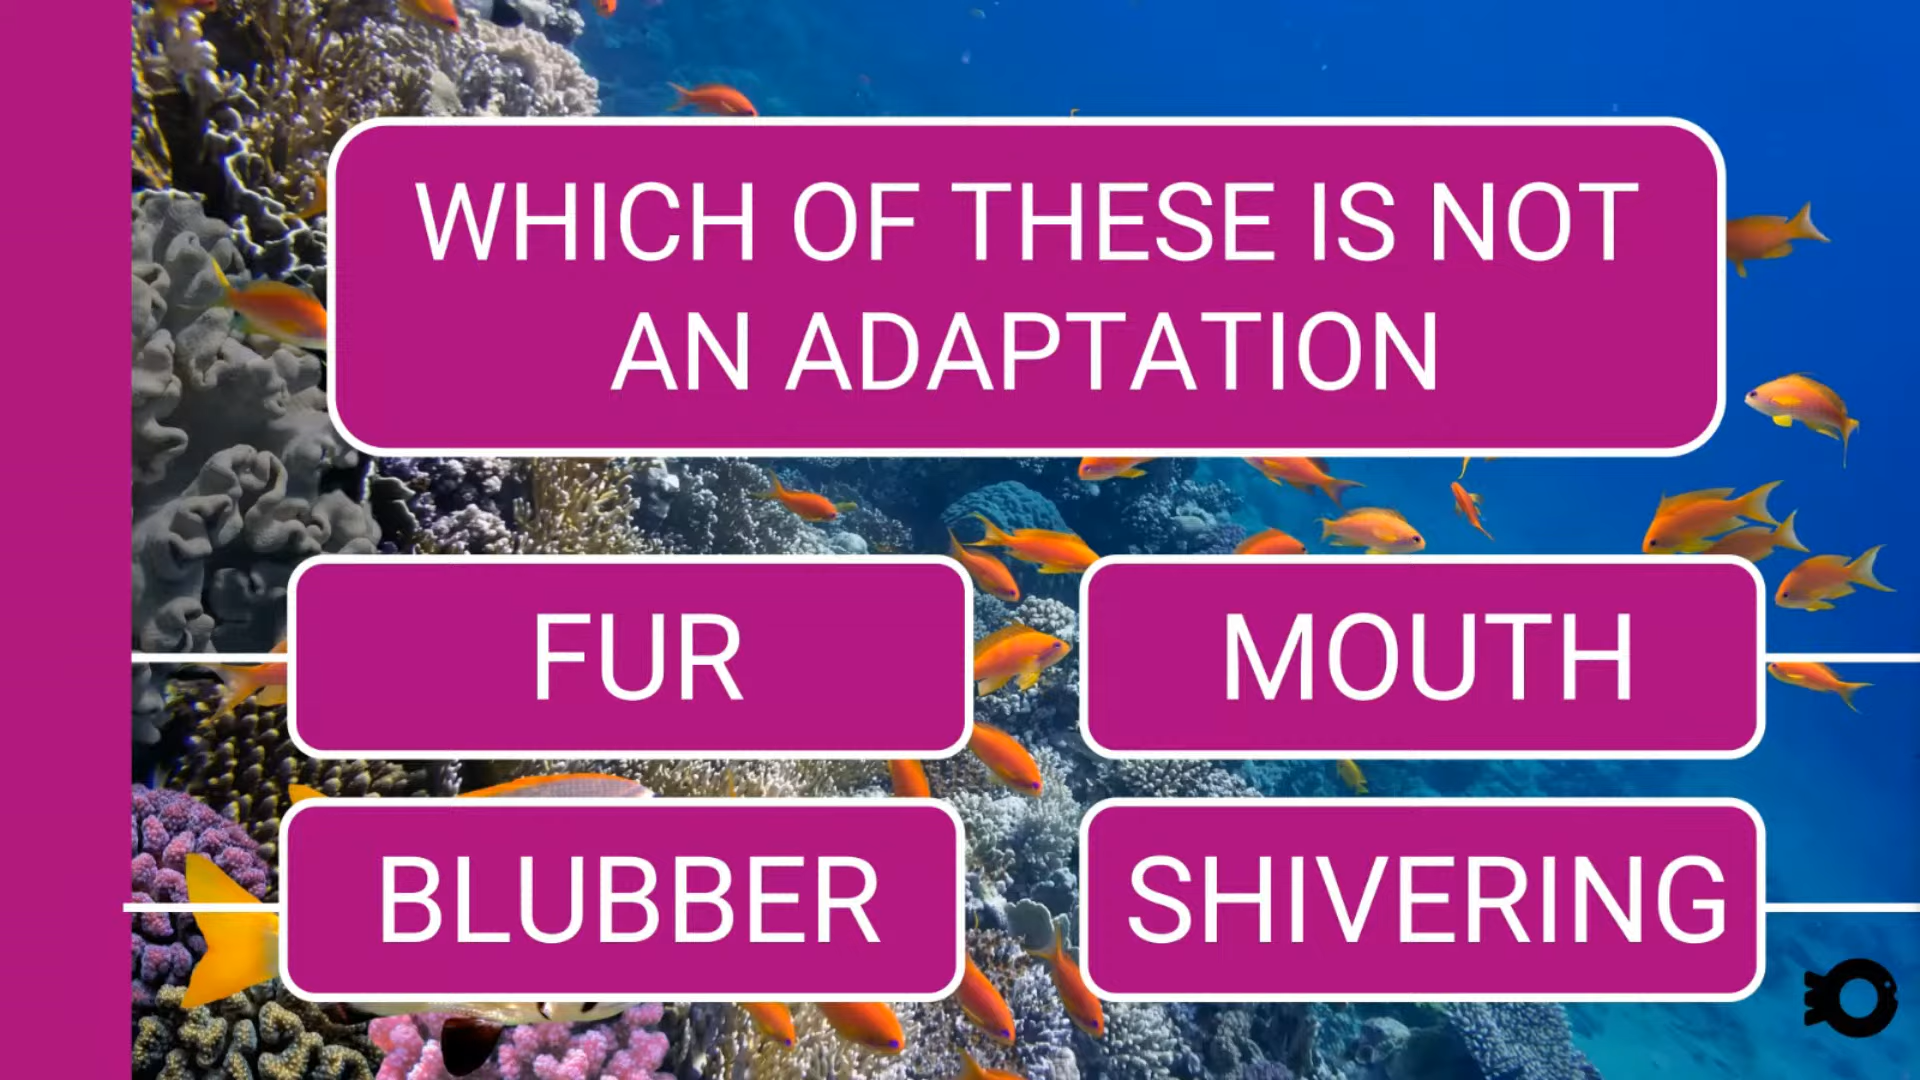 WHICH OF THESE IS NOT
AN ADAPTATION
FUR
MOUTH
BLUBBER
SHIVERING